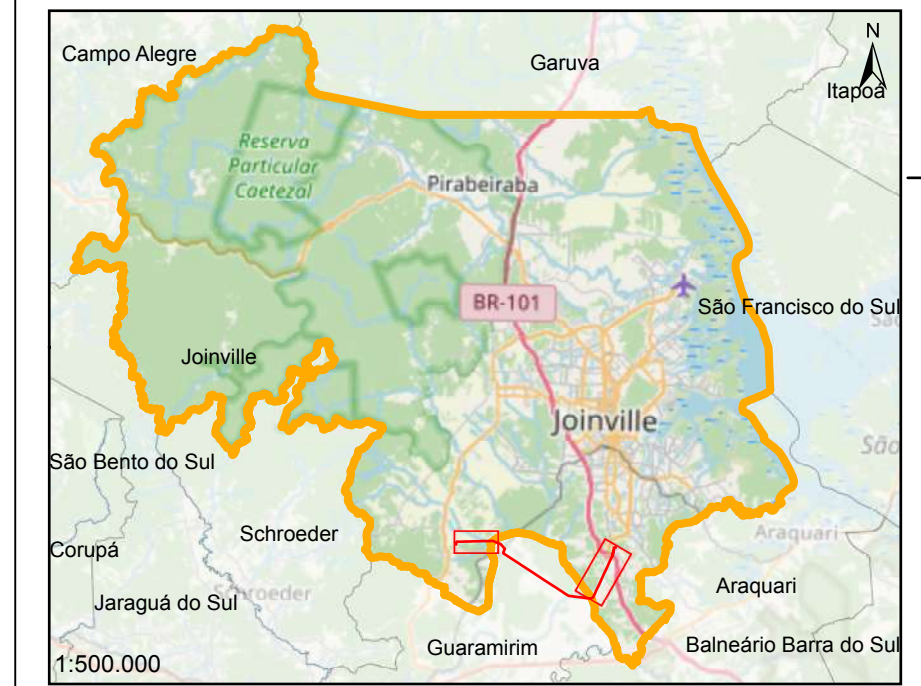 N
Campo Alegre
Garuva
Itapoá
Reserva
Particular
Caetezal
Pirabeiraba
BR-101
São Francisco do Sul
Joinville
Joinville
São
São Bento do Sul
Schroeder
Araquari
Corupá
Araquari
Schroeder
Jaraguá do Sul
Guaramirim
Balneário Barra do Sul
1:500.000